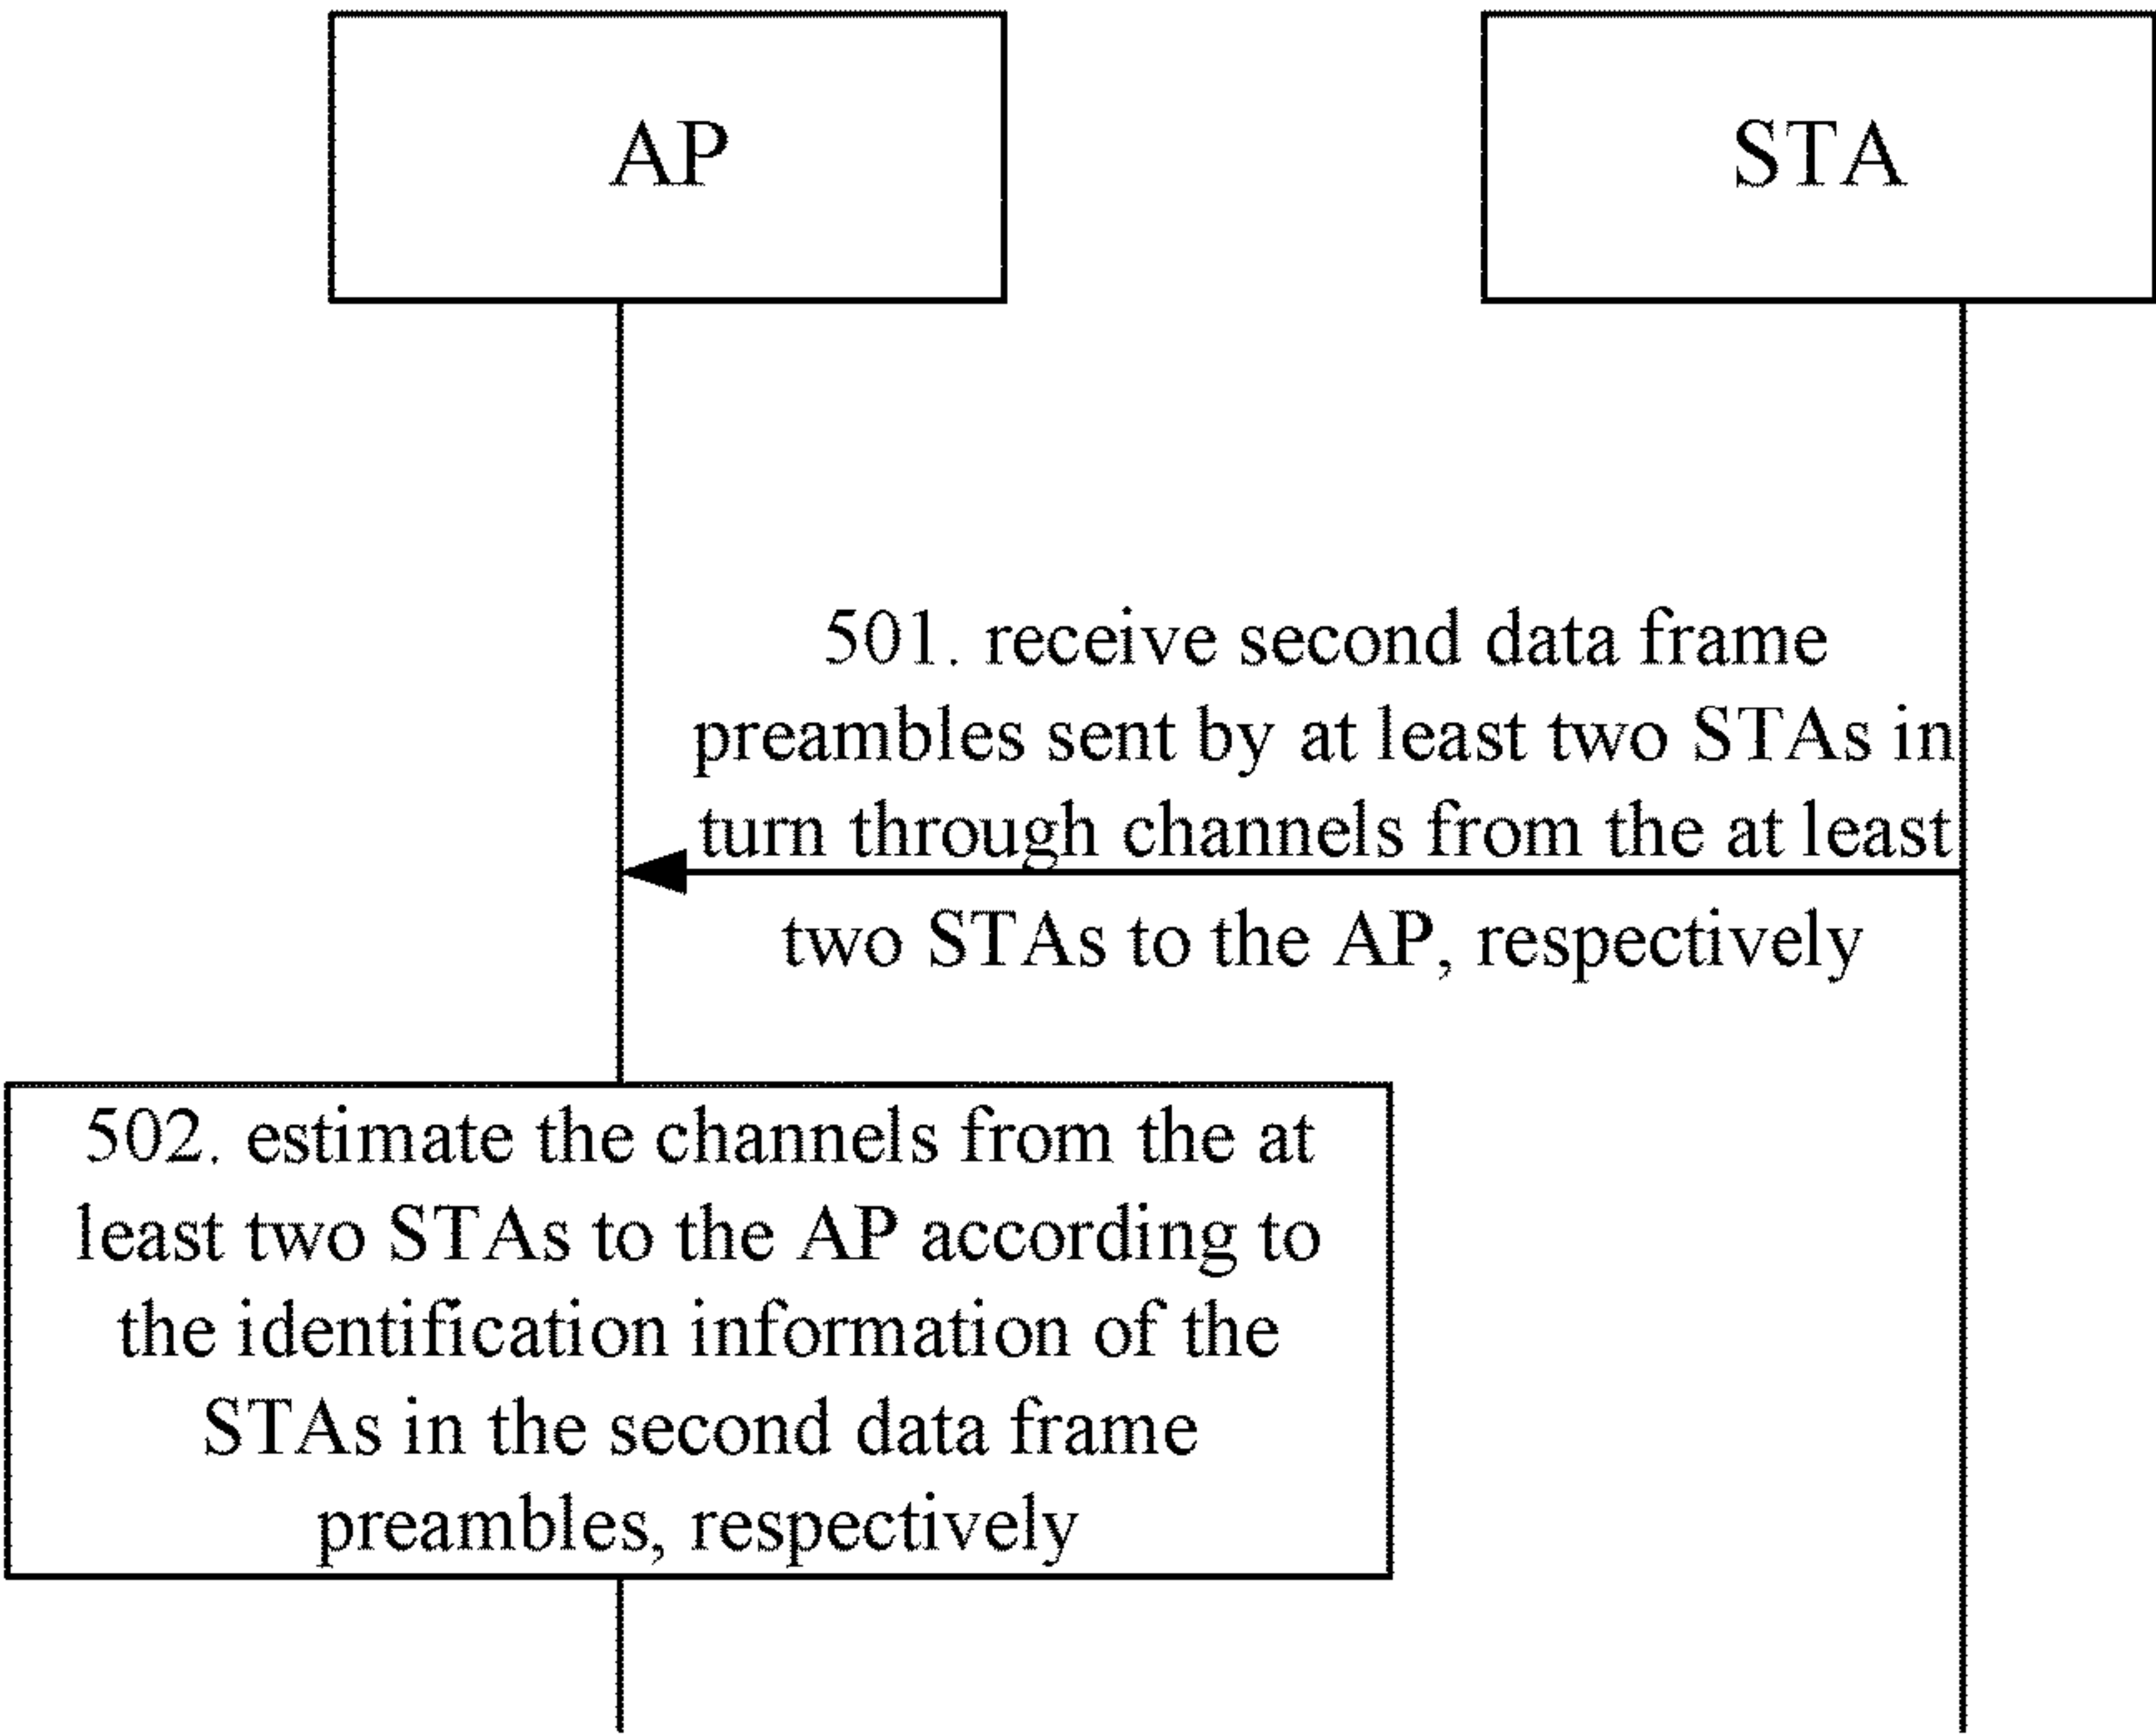 AP
STA
501. receive second data frame
preambles sent by at least two STAs in
turn through channels from the at least
two STAs to the AP, respectively
502. estimate the channels from the at
least two STAs to the AP according to
the identification information of the
STAs in the second data frame
preambles, respectively